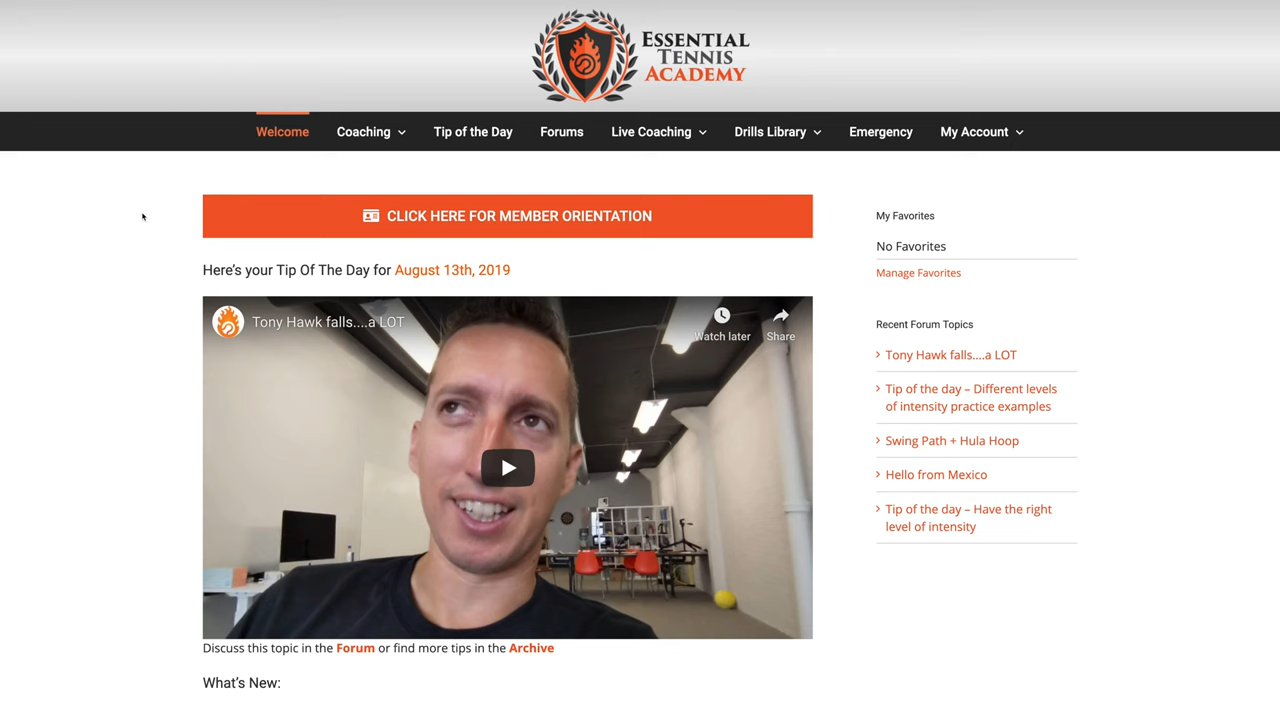 ESSENTIAL
TENNIS
ACADEMY
Welcome
Coaching
Tip of the Day
Forums
Live Coaching
Drills Library
Emergency
My Account
CLICK HERE FOR MEMBER ORIENTATION
Here's your Tip Of The Day for August 13th, 2019
Tony Hawk falls....a LOT
Watch later
Share
Discuss this topic in the Forum or find more tips in the Archive
What's New:
My Favorites
No Favorites
Manage Favorites
Recent Forum Topics
Tony Hawk falls....a LOT
Tip of the day – Different levels
of intensity practice examples
Swing Path + Hula Hoop
Hello from Mexico
Tip of the day – Have the right
level of intensity